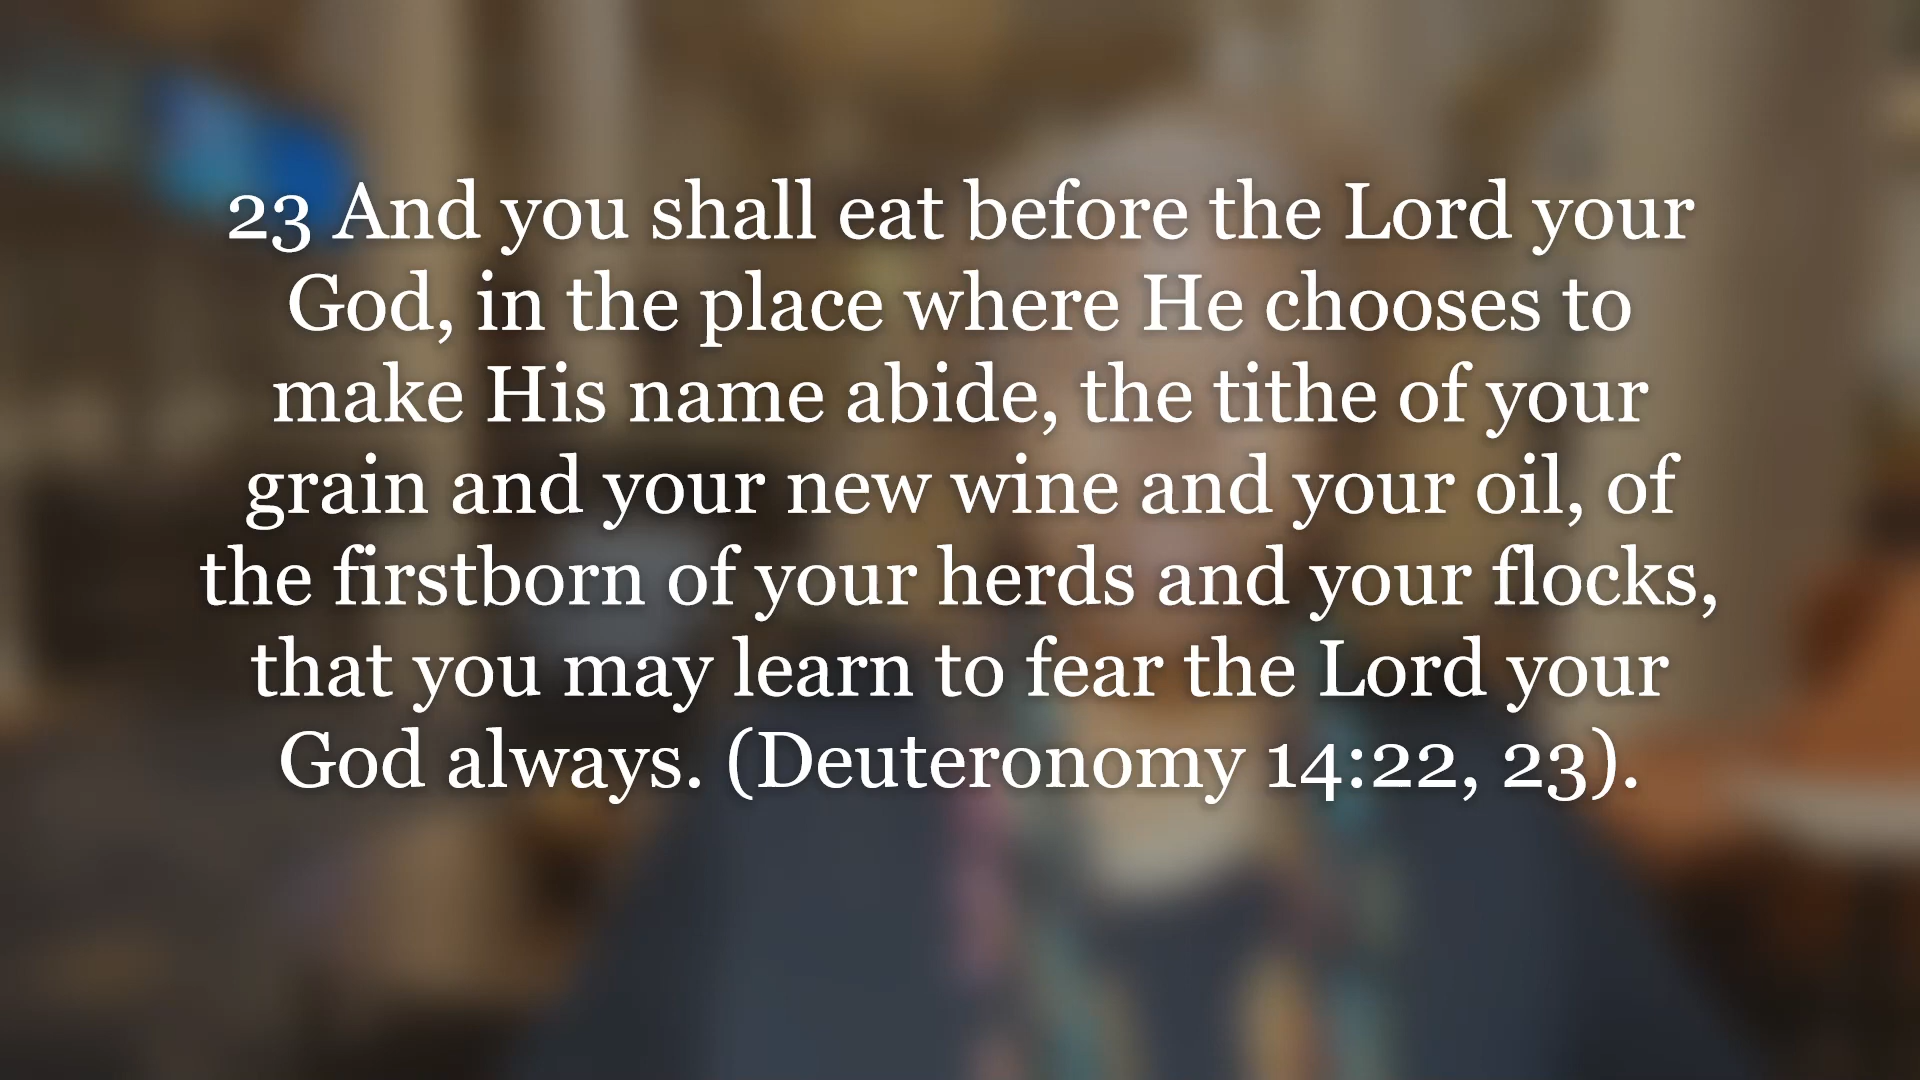 23 And you shall eat before the Lord your
God, in the place where He chooses to
make His name abide, the tithe of your
grain and your new wine and your oil, of
the firstborn of your herds and your flocks,
that you may learn to fear the Lord your
God always. (Deuteronomy 14:22, 23).